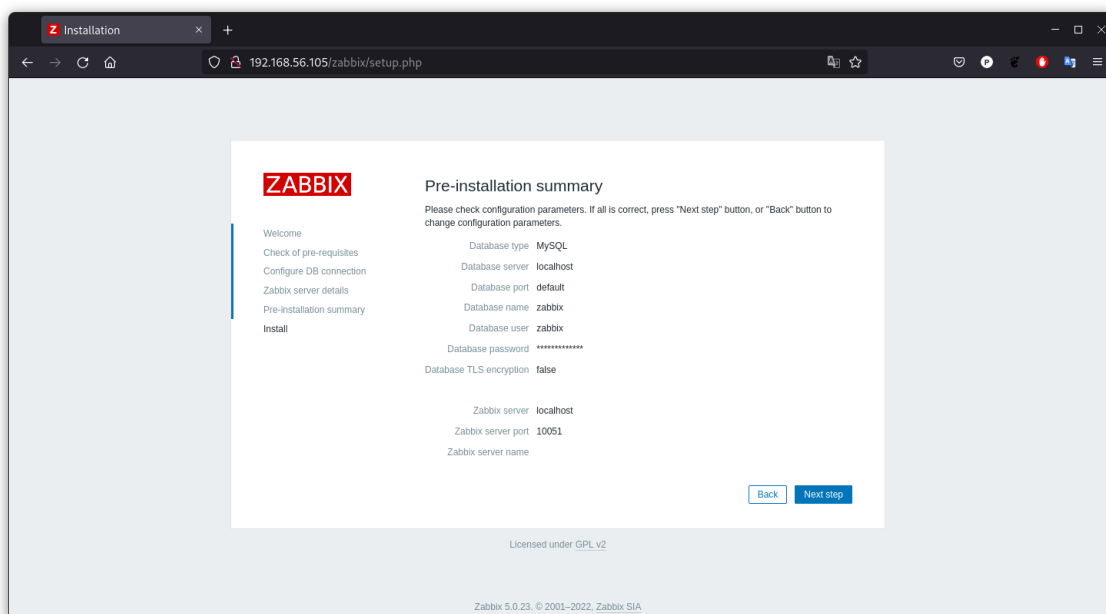 Installation
192.168.56.105/zabbix/setup.php
ZABBIX
Welcome
Check of pre-requisites
Configure DB connection
Zabbix server details
Pre-installation summary
Install
Pre-installation summary
Please check configuration parameters. If all is correct, press "Next step" button, or "Back" button to
change configuration parameters.
Database type MySQL
Database server localhost
Database port default
Database name zabbix
Database user zabbix
Database password *************
Database TLS encryption false
Zabbix server localhost
Zabbix server port 10051
Zabbix server name
Back Next step
Licensed under GPL v2
Zabbix 5.0.23. © 2001–2022, Zabbix SIA